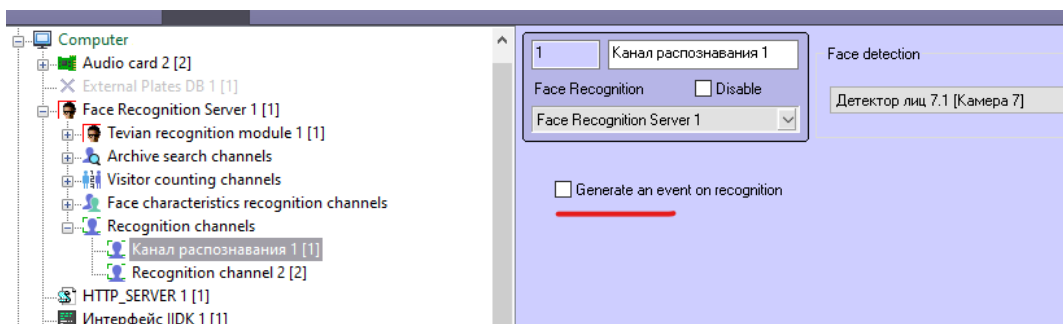 Computer
Audio card 2 [2]
External Plates DB 1 [1]
Face Recognition Server 1 [1]
Tevian recognition module 1 [1]
Archive search channels
Visitor counting channels
Face characteristics recognition channels
Recognition channels
Канал распознавания 1 [1]
Recognition channel 2 [2]
HTTP_SERVER 1 [1]
Интерфейс IIDK 1 [1]
1
Канал распознавания 1
Face Recognition
Disable
Face Recognition Server 1
Face detection
Детектор лиц 7.1 [Камера 7]
Generate an event on recognition